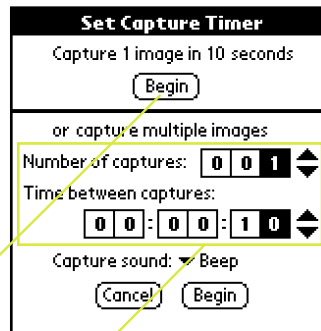 Set Capture Timer
Capture 1 image in 10 seconds
Begin
or capture multiple images
Number of captures: 0 0 1
Time between captures:
0 0 : 0 0 : 1 0
Capture sound: Beep
Cancel Begin